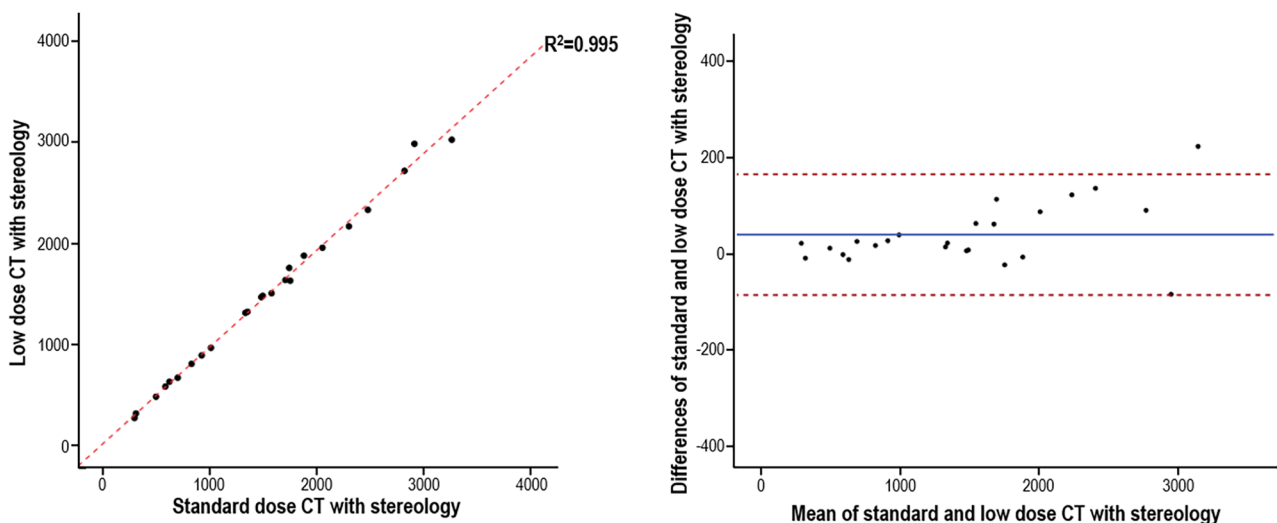 Low dose CT with stereology
4000
3000
2000
1000
0
R²=0.995
0 1000 2000 3000 4000
Standard dose CT with stereology
Differences of standard and low dose CT with stereology
400
200
0
-200
-400
0 1000 2000 3000
Mean of standard and low dose CT with stereology